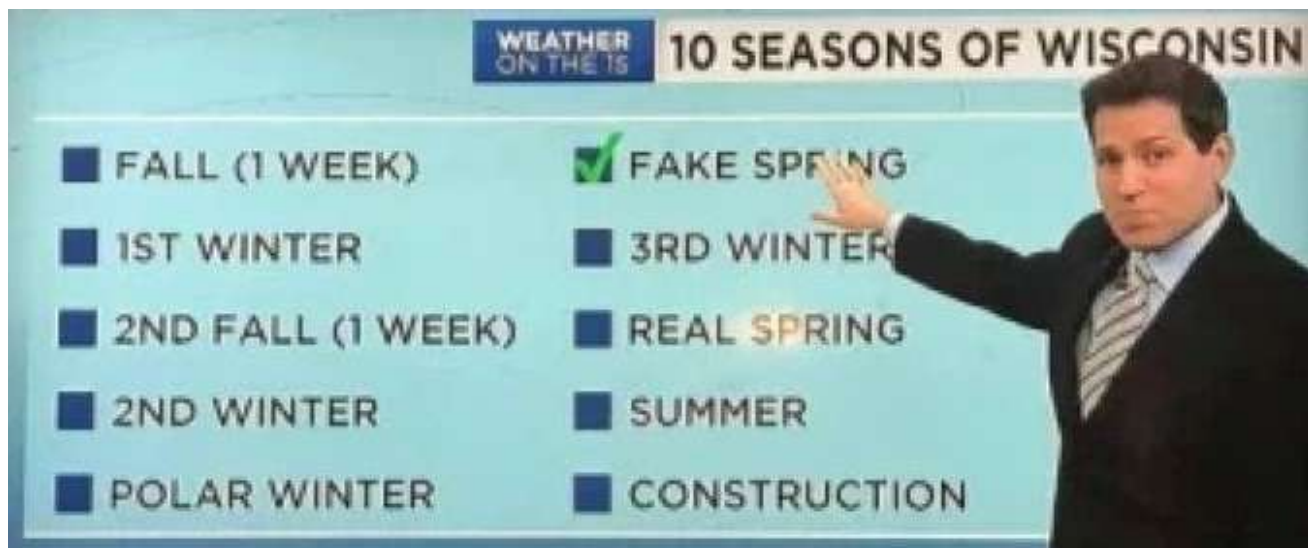 WEATHER
ON THE 1S
10 SEASONS OF WISCONSIN
FALL (1 WEEK)
1ST WINTER
2ND FALL (1 WEEK)
2ND WINTER
POLAR WINTER
FAKE SPRING
3RD WINTER
REAL SPRING
SUMMER
CONSTRUCTION